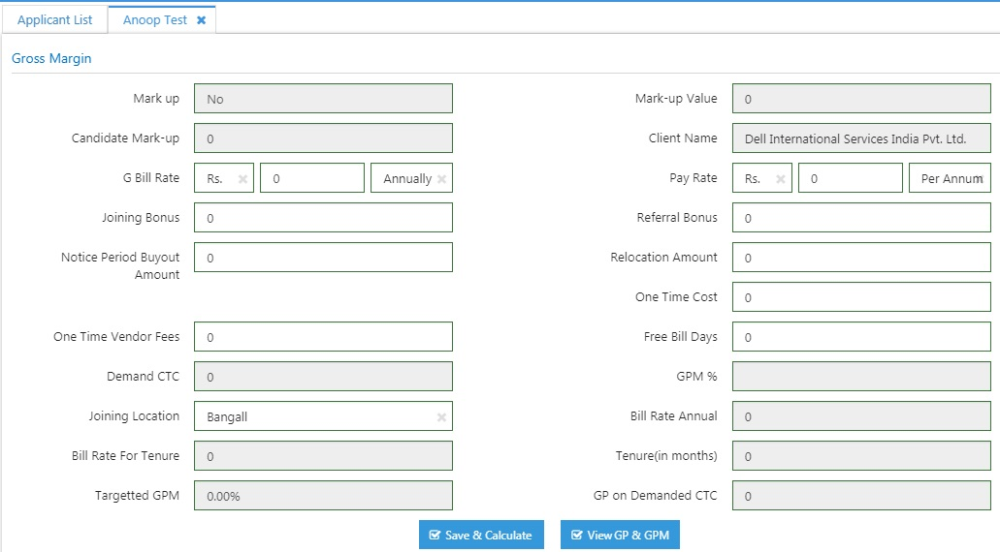 Applicant List
Anoop Test
Gross Margin
Mark up No Mark-up Value 0
Candidate Mark-up 0 Client Name Dell International Services India Pvt. Ltd.
G Bill Rate Rs. 0 Annually Pay Rate Rs. 0 Per Annum
Joining Bonus 0 Referral Bonus 0
Notice Period Buyout Amount 0 Relocation Amount 0
One Time Cost 0
One Time Vendor Fees 0 Free Bill Days 0
Demand CTC 0 GPM %
Joining Location Bangall Bill Rate Annual 0
Bill Rate For Tenure 0 Tenure(in months) 0
Targetted GPM 0.00% GP on Demanded CTC 0
Save & Calculate View GP & GPM